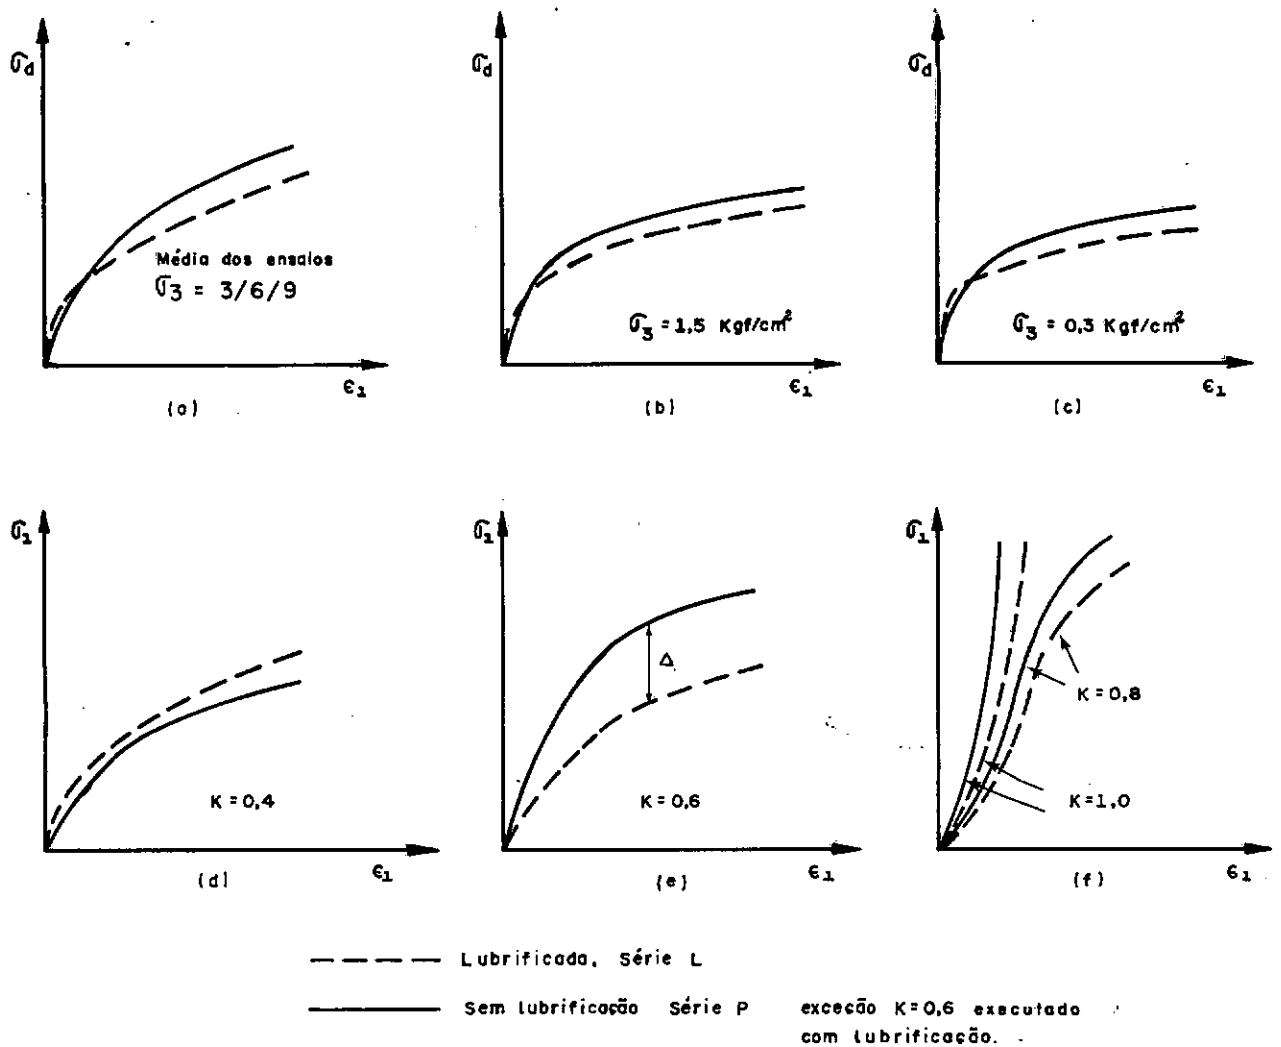 σd
σd
σd
Média dos ensaios
σ3 = 3/6/9
σ3 = 1,5 Kgf/cm²
σ3 = 0,3 Kgf/cm²
ϵ1
ϵ1
ϵ1
(a)
(b)
(c)
σ1
σ1
σ1
Δ
K = 0,8
K = 0,4
K = 0,6
K = 1,0
ϵ1
ϵ1
ϵ1
(d)
(e)
(f)
Lubrificada, Série L
Sem lubrificação Série P exceção K = 0,6 executado
com lubrificação.